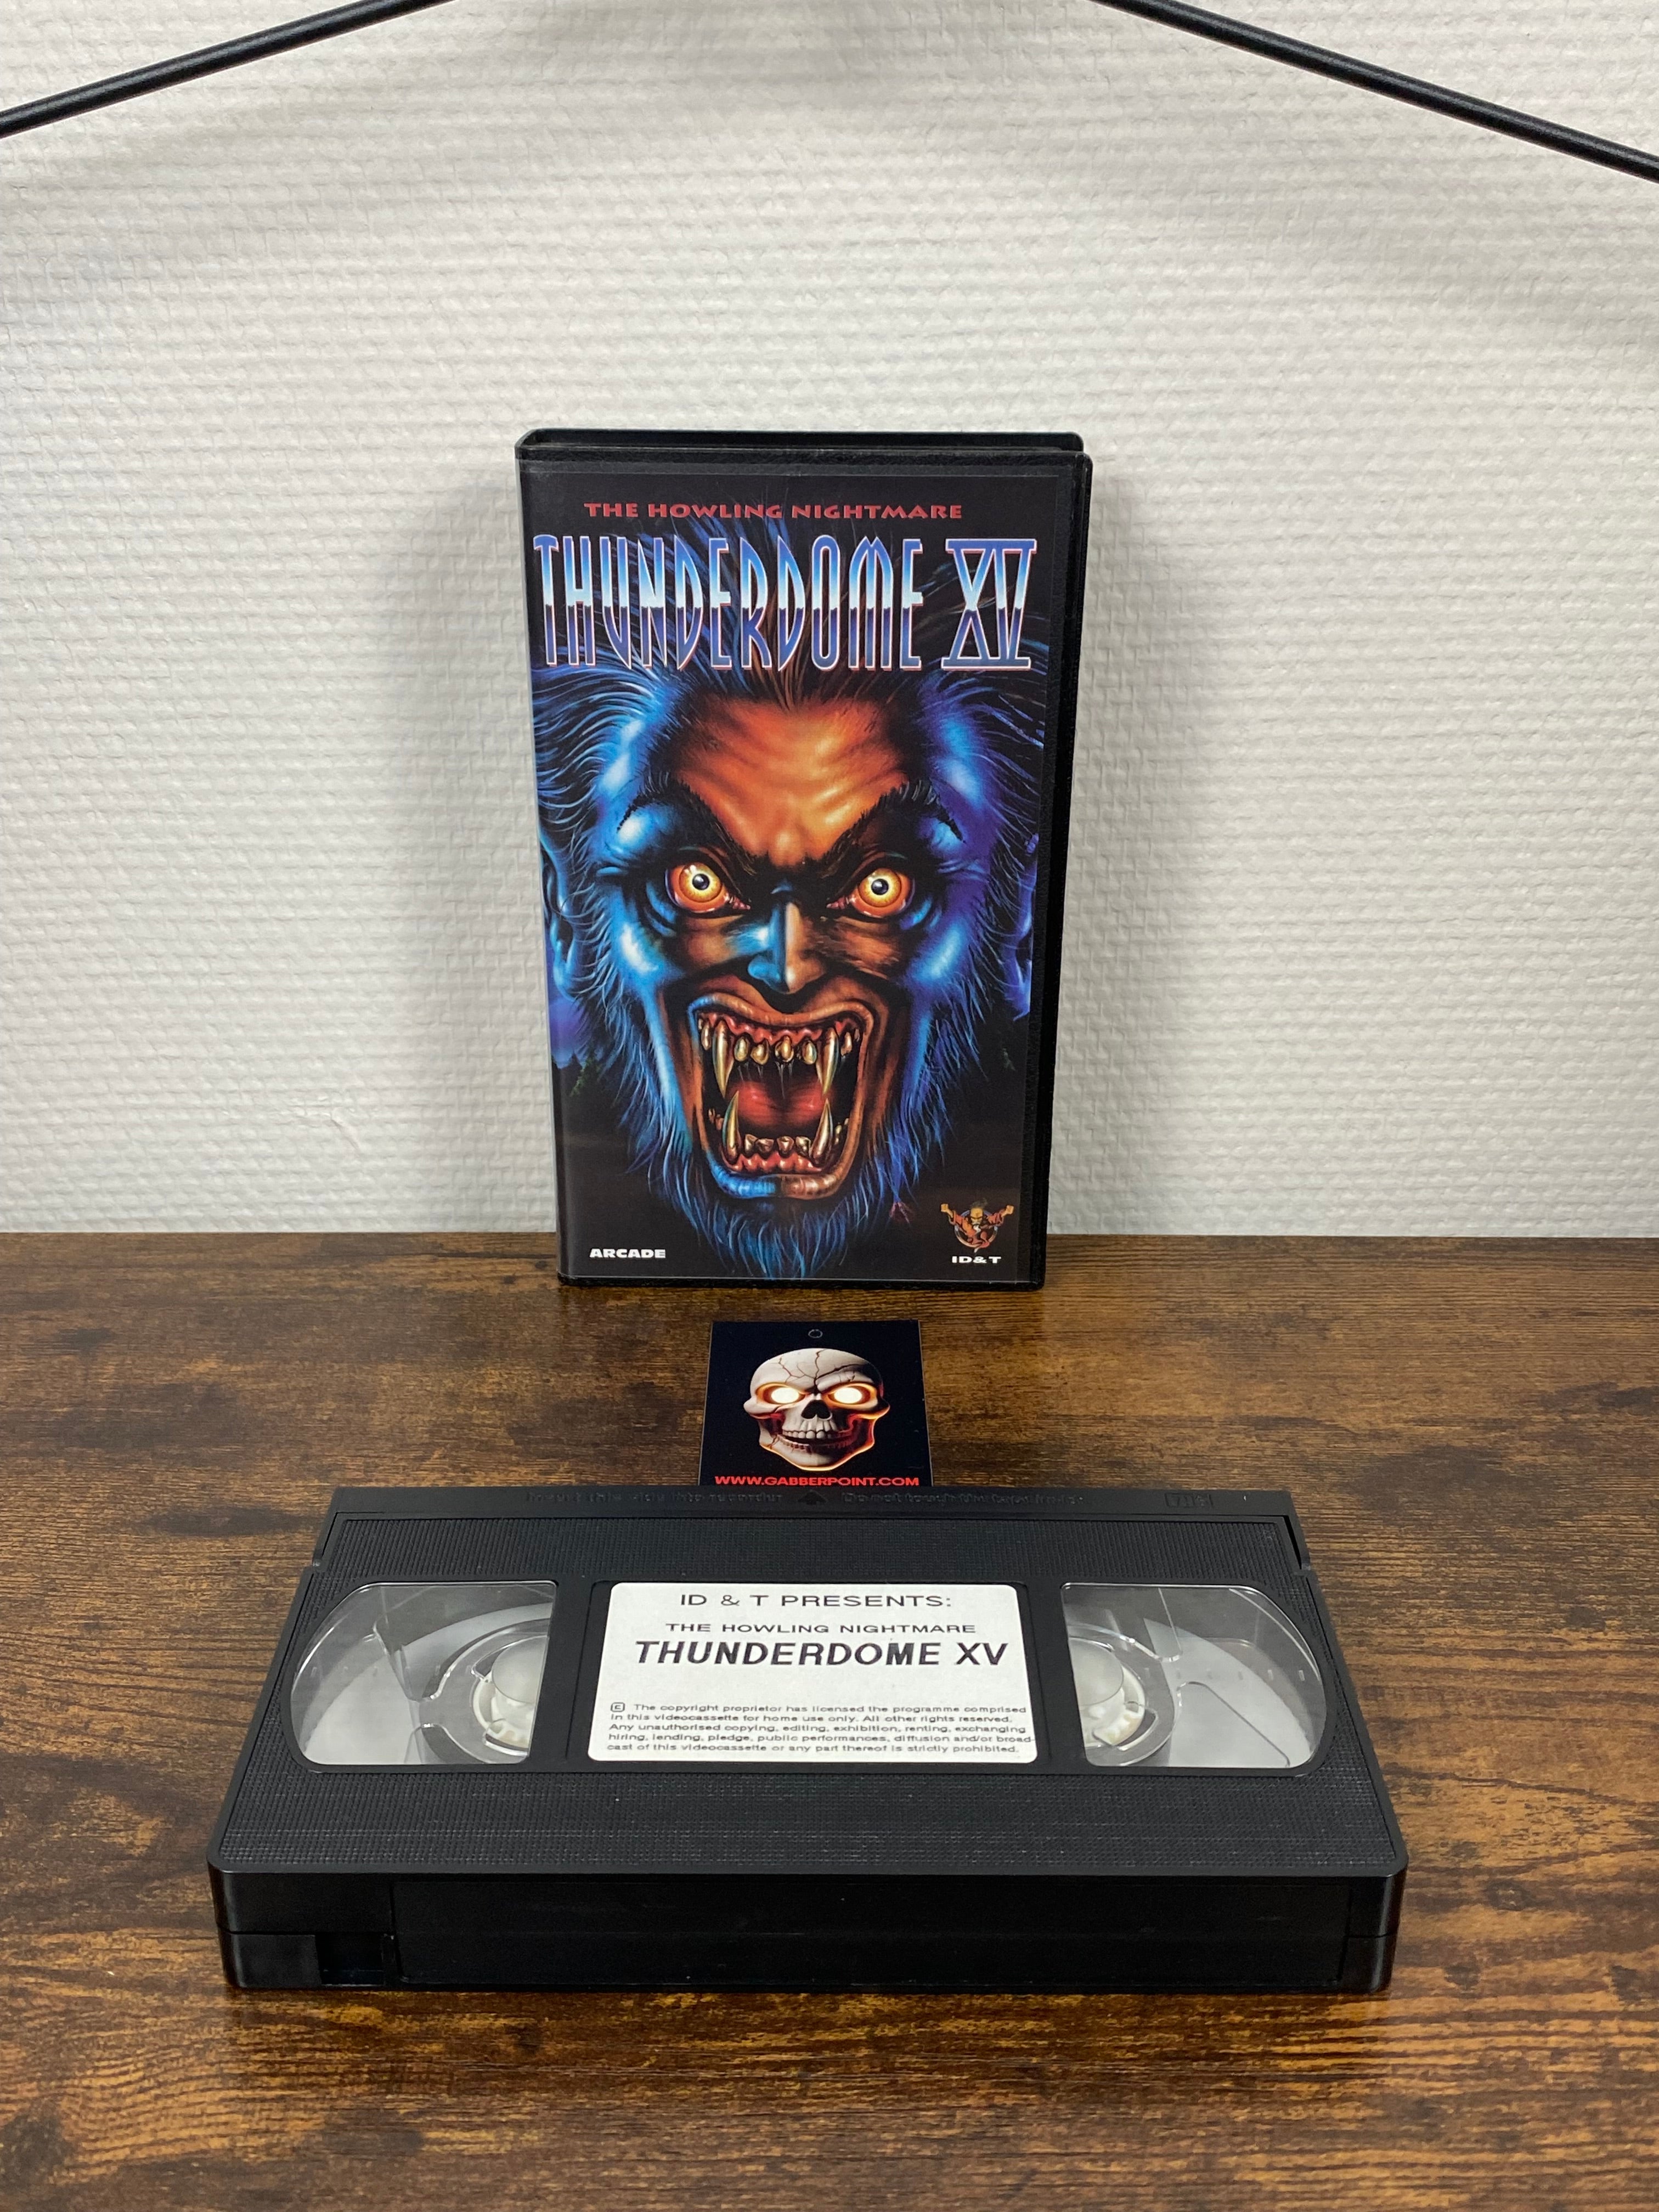 THE HOWLING NIGHTMARE
THUNDERDOME XV
ARCADE
ID&T
WWW.GABBERPOINT.COM
VHS
ID & T PRESENTS:
THE HOWLING NIGHTMARE
THUNDERDOME XV
The copyright proprietor has licensed the programme comprised
in this videocassette for home use only. All other rights reserved.
Any unauthorised copying, editing, exhibition, renting, exchanging
hiring, lending, pledge, public performances, diffusion and/or broad-
cast of this videocassette or any part thereof is strictly prohibited.